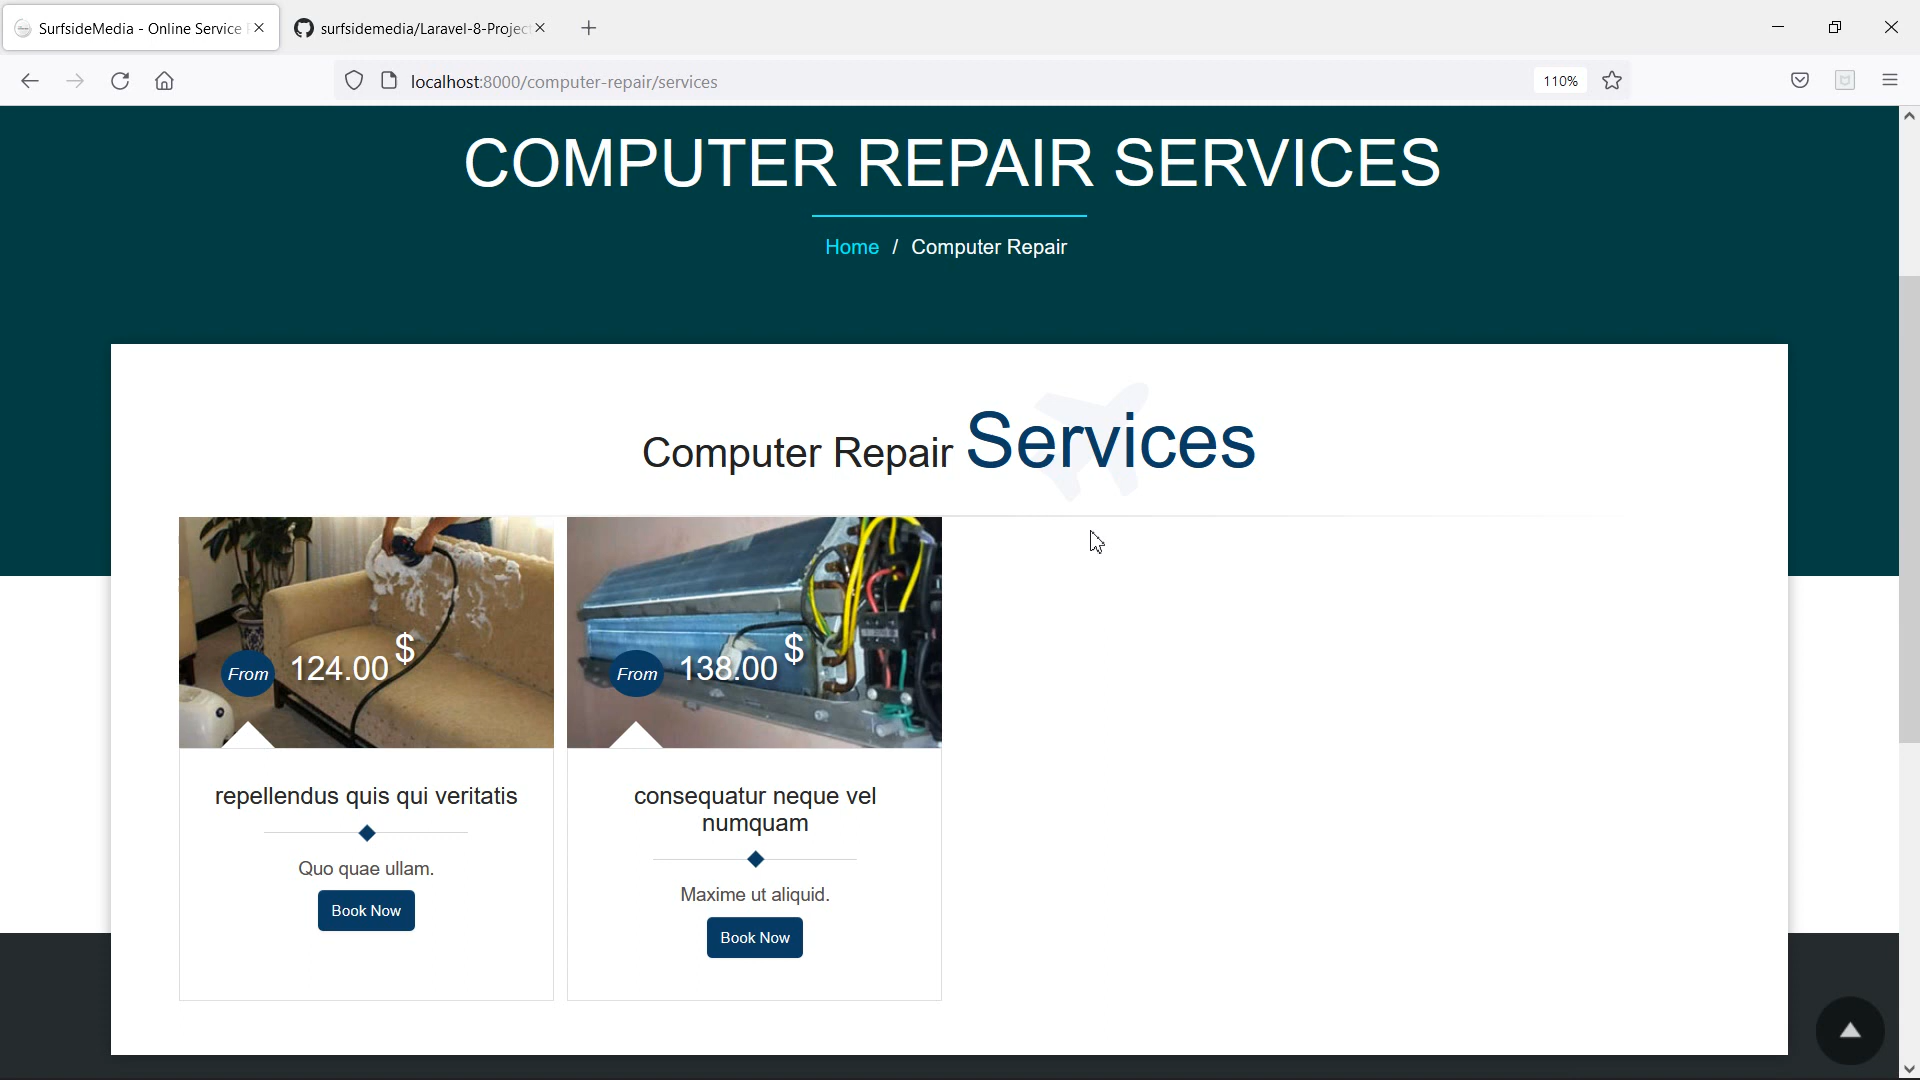 SurfsideMedia - Online Service
surfsidemedia/Laravel-8-Project
localhost:8000/computer-repair/services
110%
COMPUTER REPAIR SERVICES
Home / Computer Repair
Computer Repair Services
From 124.00 $
From 138.00 $
repellendus quis qui veritatis
Quo quae ullam.
Book Now
consequatur neque vel
numquam
Maxime ut aliquid.
Book Now